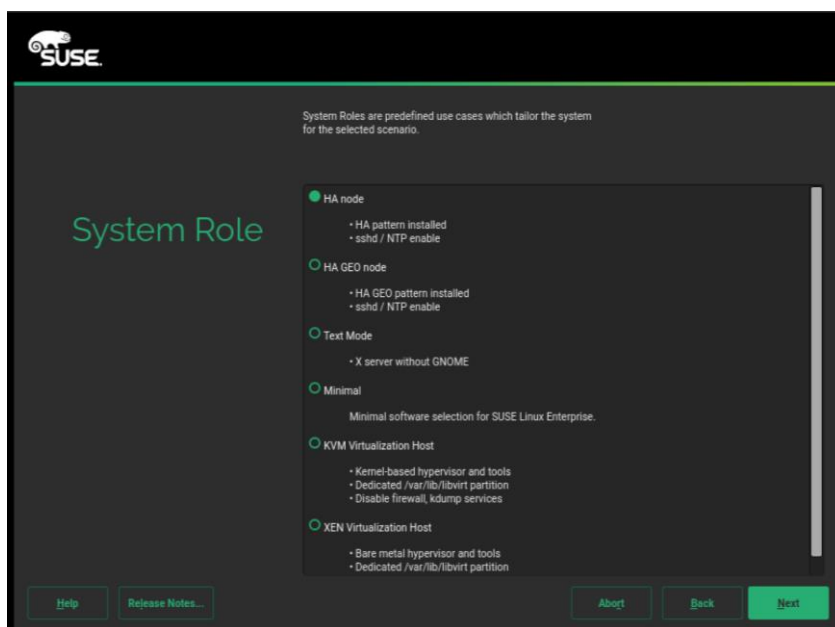 SUSE.
System Roles are predefined use cases which tailor the system
for the selected scenario.
System Role
HA node
• HA pattern installed
• sshd / NTP enable
HA GEO node
• HA GEO pattern installed
• sshd / NTP enable
Text Mode
• X server without GNOME
Minimal
Minimal software selection for SUSE Linux Enterprise.
KVM Virtualization Host
• Kernel-based hypervisor and tools
• Dedicated /var/lib/libvirt partition
• Disable firewall, kdump services
XEN Virtualization Host
• Bare metal hypervisor and tools
• Dedicated /var/lib/libvirt partition
Help
Release Notes...
Abort
Back
Next